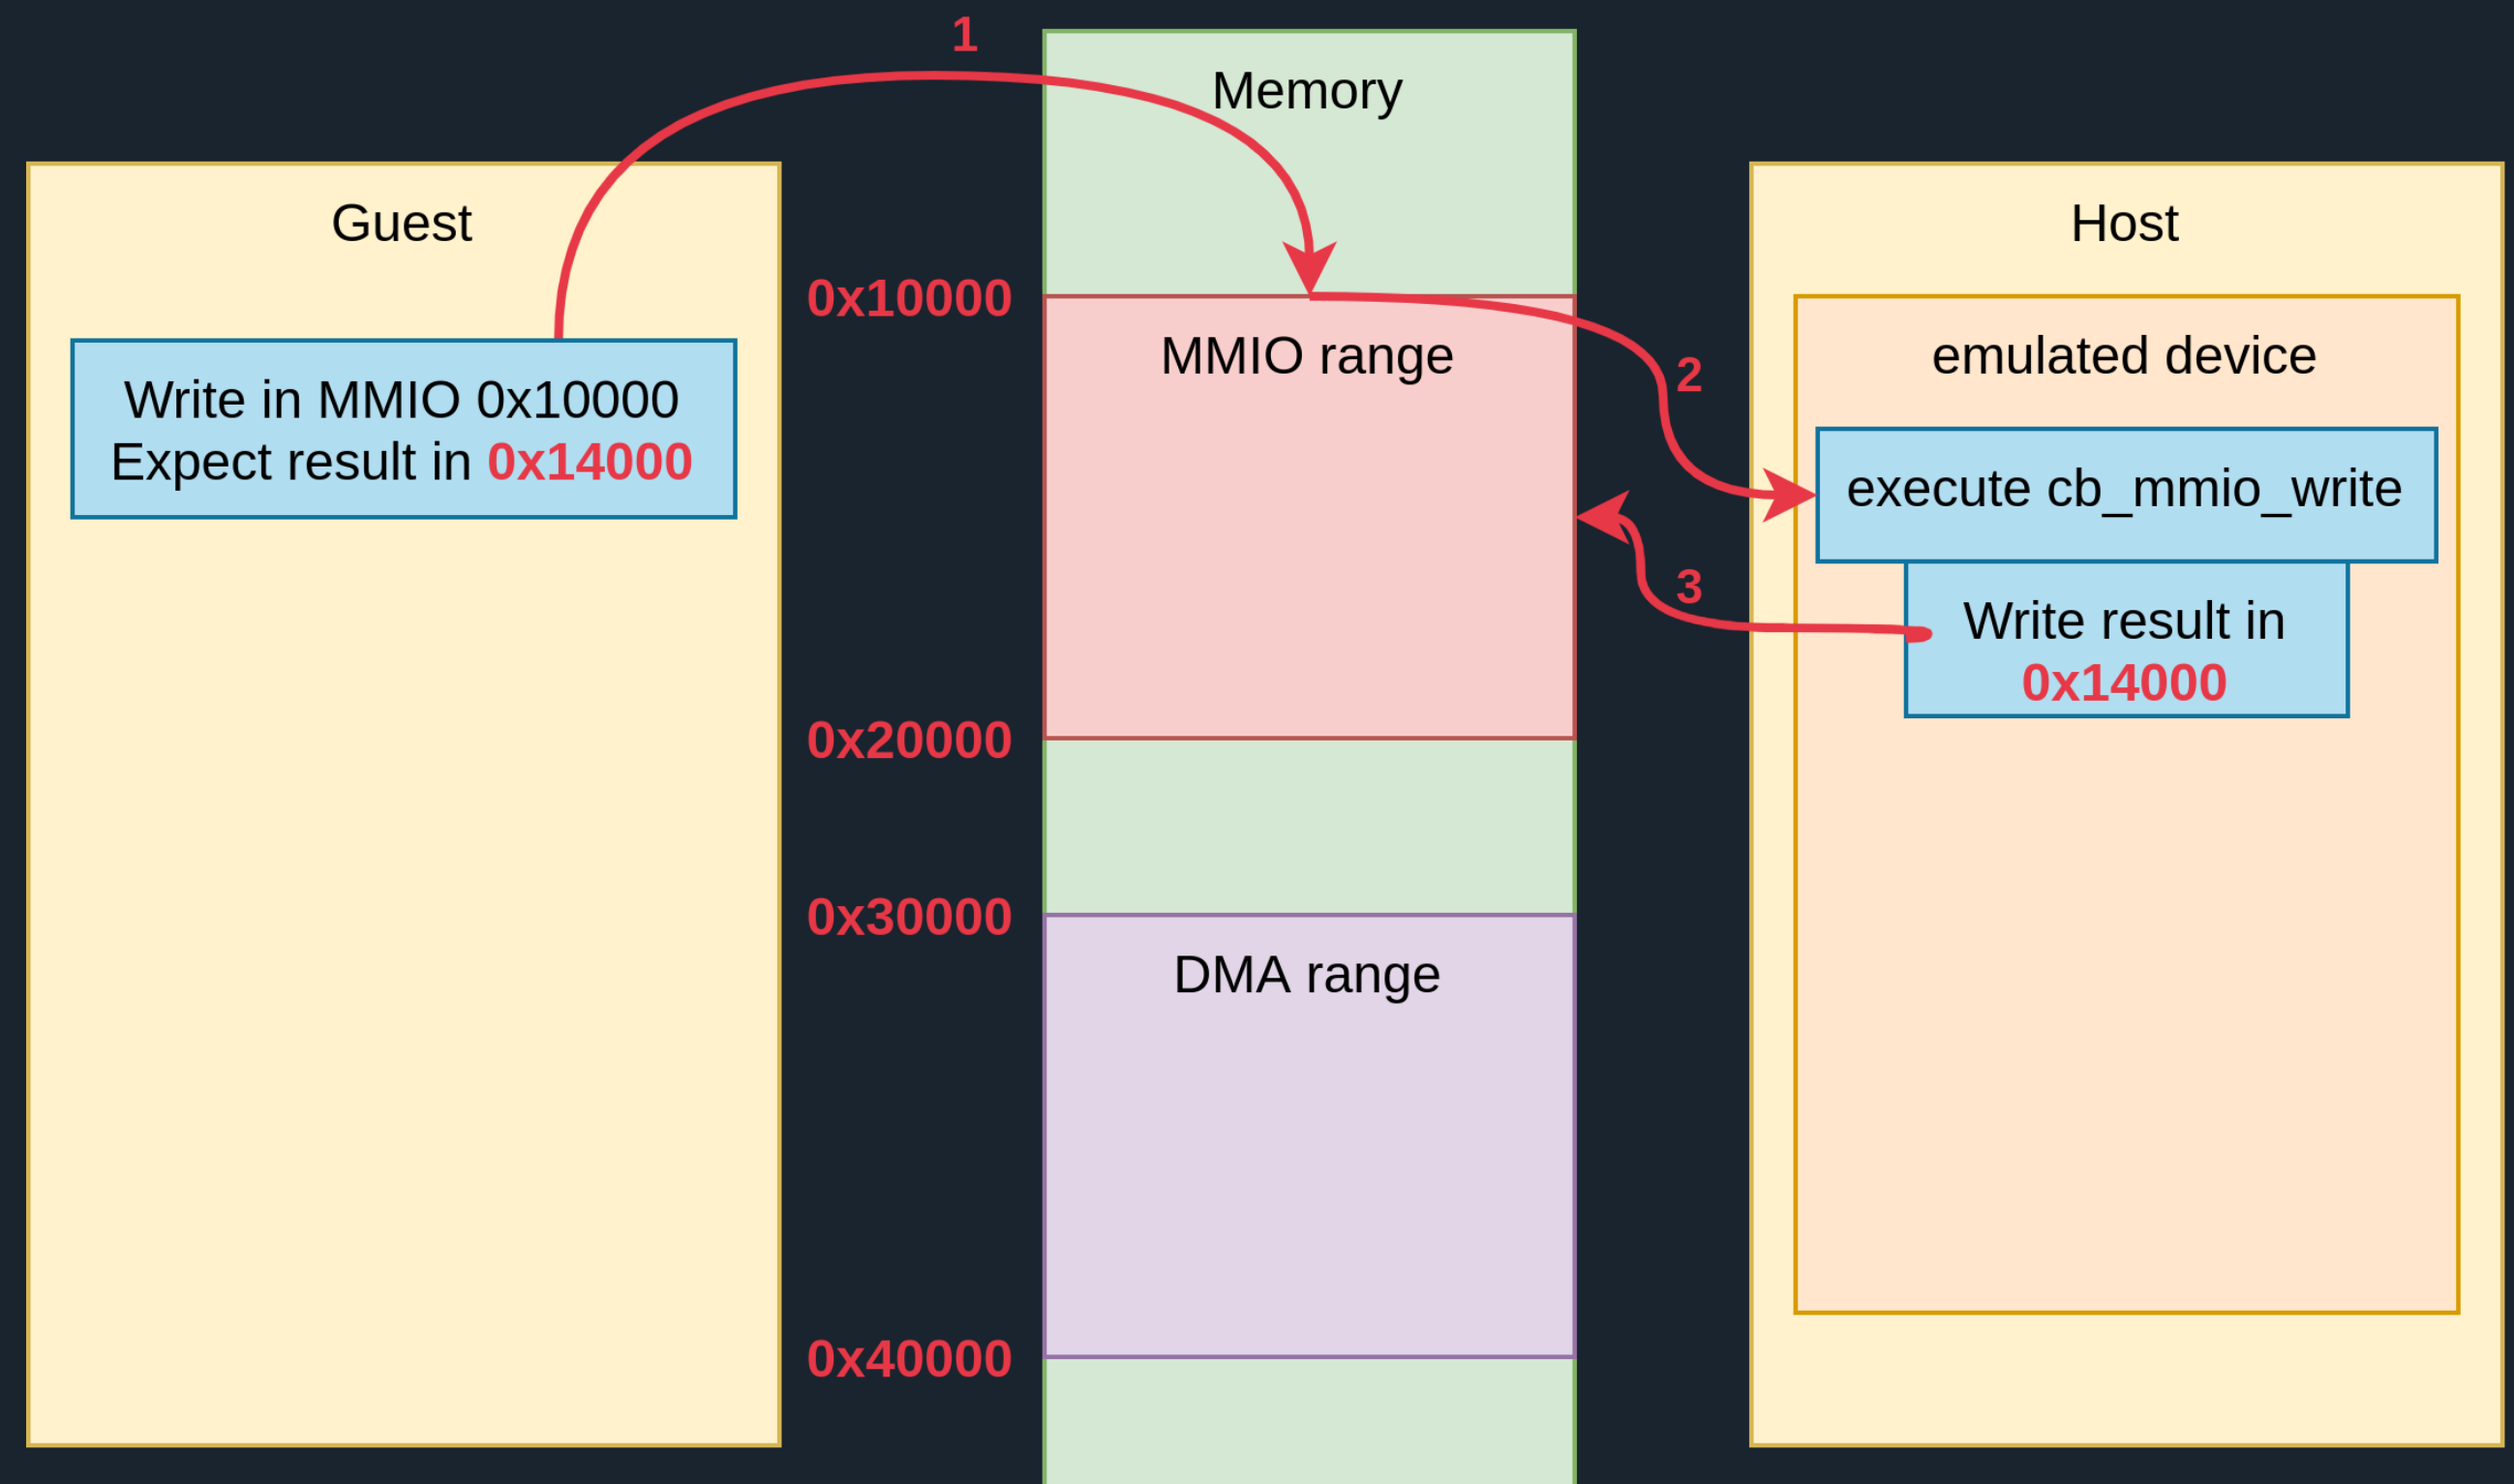 1
Memory
Guest
Host
0x10000
Write in MMIO 0x10000
Expect result in 0x14000
MMIO range
2
emulated device
execute cb_mmio_write
3
Write result in
0x14000
0x20000
0x30000
DMA range
0x40000